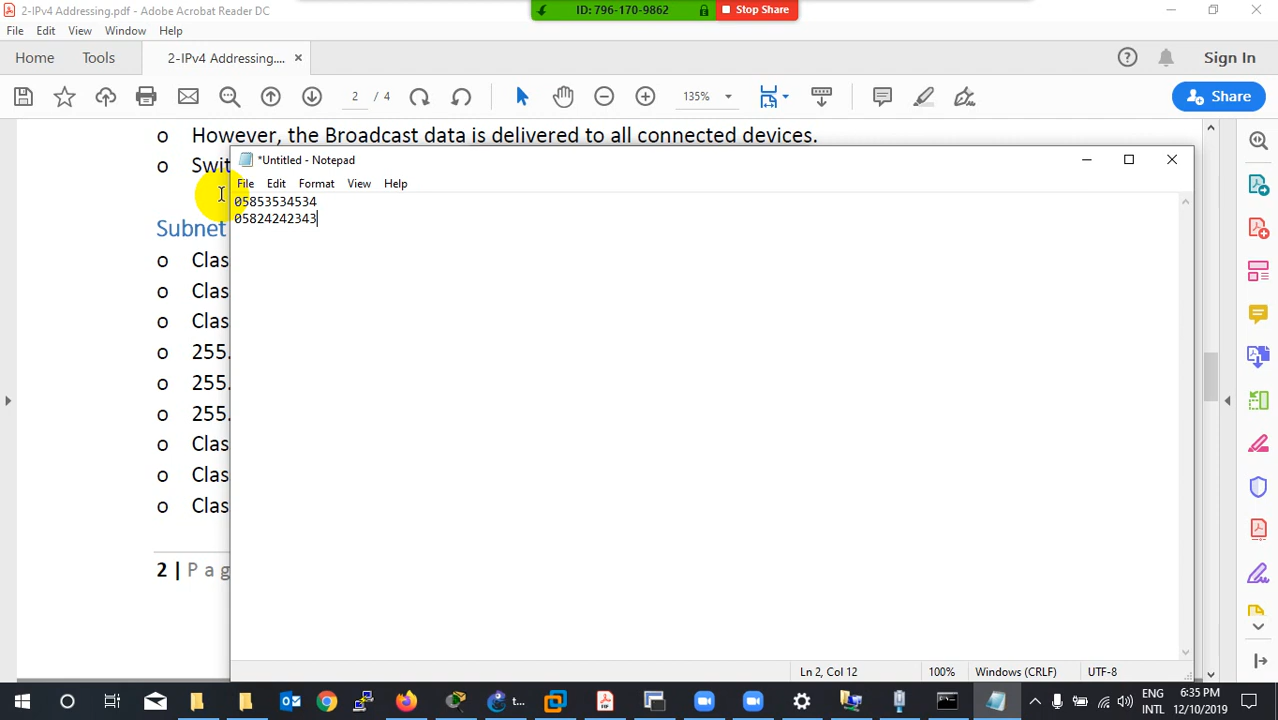 2-IPv4 Addressing.pdf - Adobe Acrobat Reader DC
ID: 796-170-9862
Stop Share
File Edit View Window Help
Home Tools 2-IPv4 Addressing.... Sign In
2 / 4 135% Share
o However, the Broadcast data is delivered to all connected devices.
o Swit
*Untitled - Notepad
File Edit Format View Help
05853534534
05824242343
Subnet
o Clas
o Clas
o Clas
o 255.
o 255.
o 255.
o Clas
o Clas
o Clas
2 | Pag
Ln 2, Col 12 100% Windows (CRLF) UTF-8
t...
ENG
INTL
6:35 PM
12/10/2019